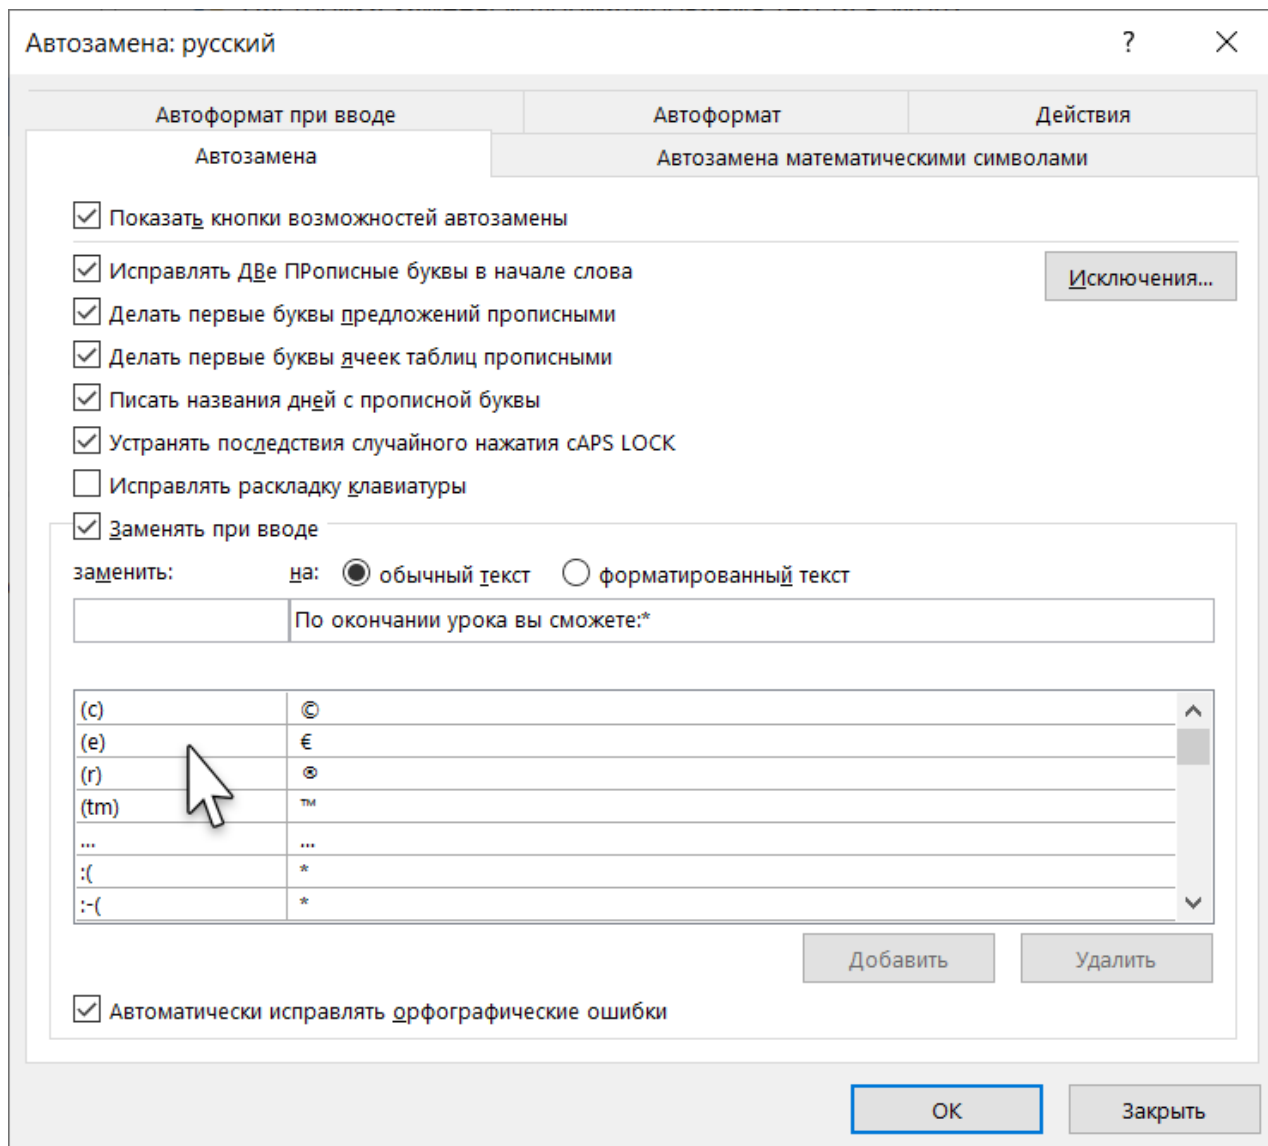 Автозамена: русский ?
Автоформат при вводе Автоформат Действия
Автозамена Автозамена математическими символами
Показать кнопки возможностей автозамены
Исправлять ДВе ПРописные буквы в начале слова Исключения...
Делать первые буквы предложений прописными
Делать первые буквы ячеек таблиц прописными
Писать названия дней с прописной буквы
Устранять последствия случайного нажатия cAPS LOCK
Исправлять раскладку клавиатуры
Заменять при вводе
заменить: на: обычный текст форматированный текст
По окончании урока вы сможете:*
(c) ©
(e) €
(r) ®
(tm) ™
... ...
:( *
:-( *
Добавить Удалить
Автоматически исправлять орфографические ошибки
ОК Закрыть